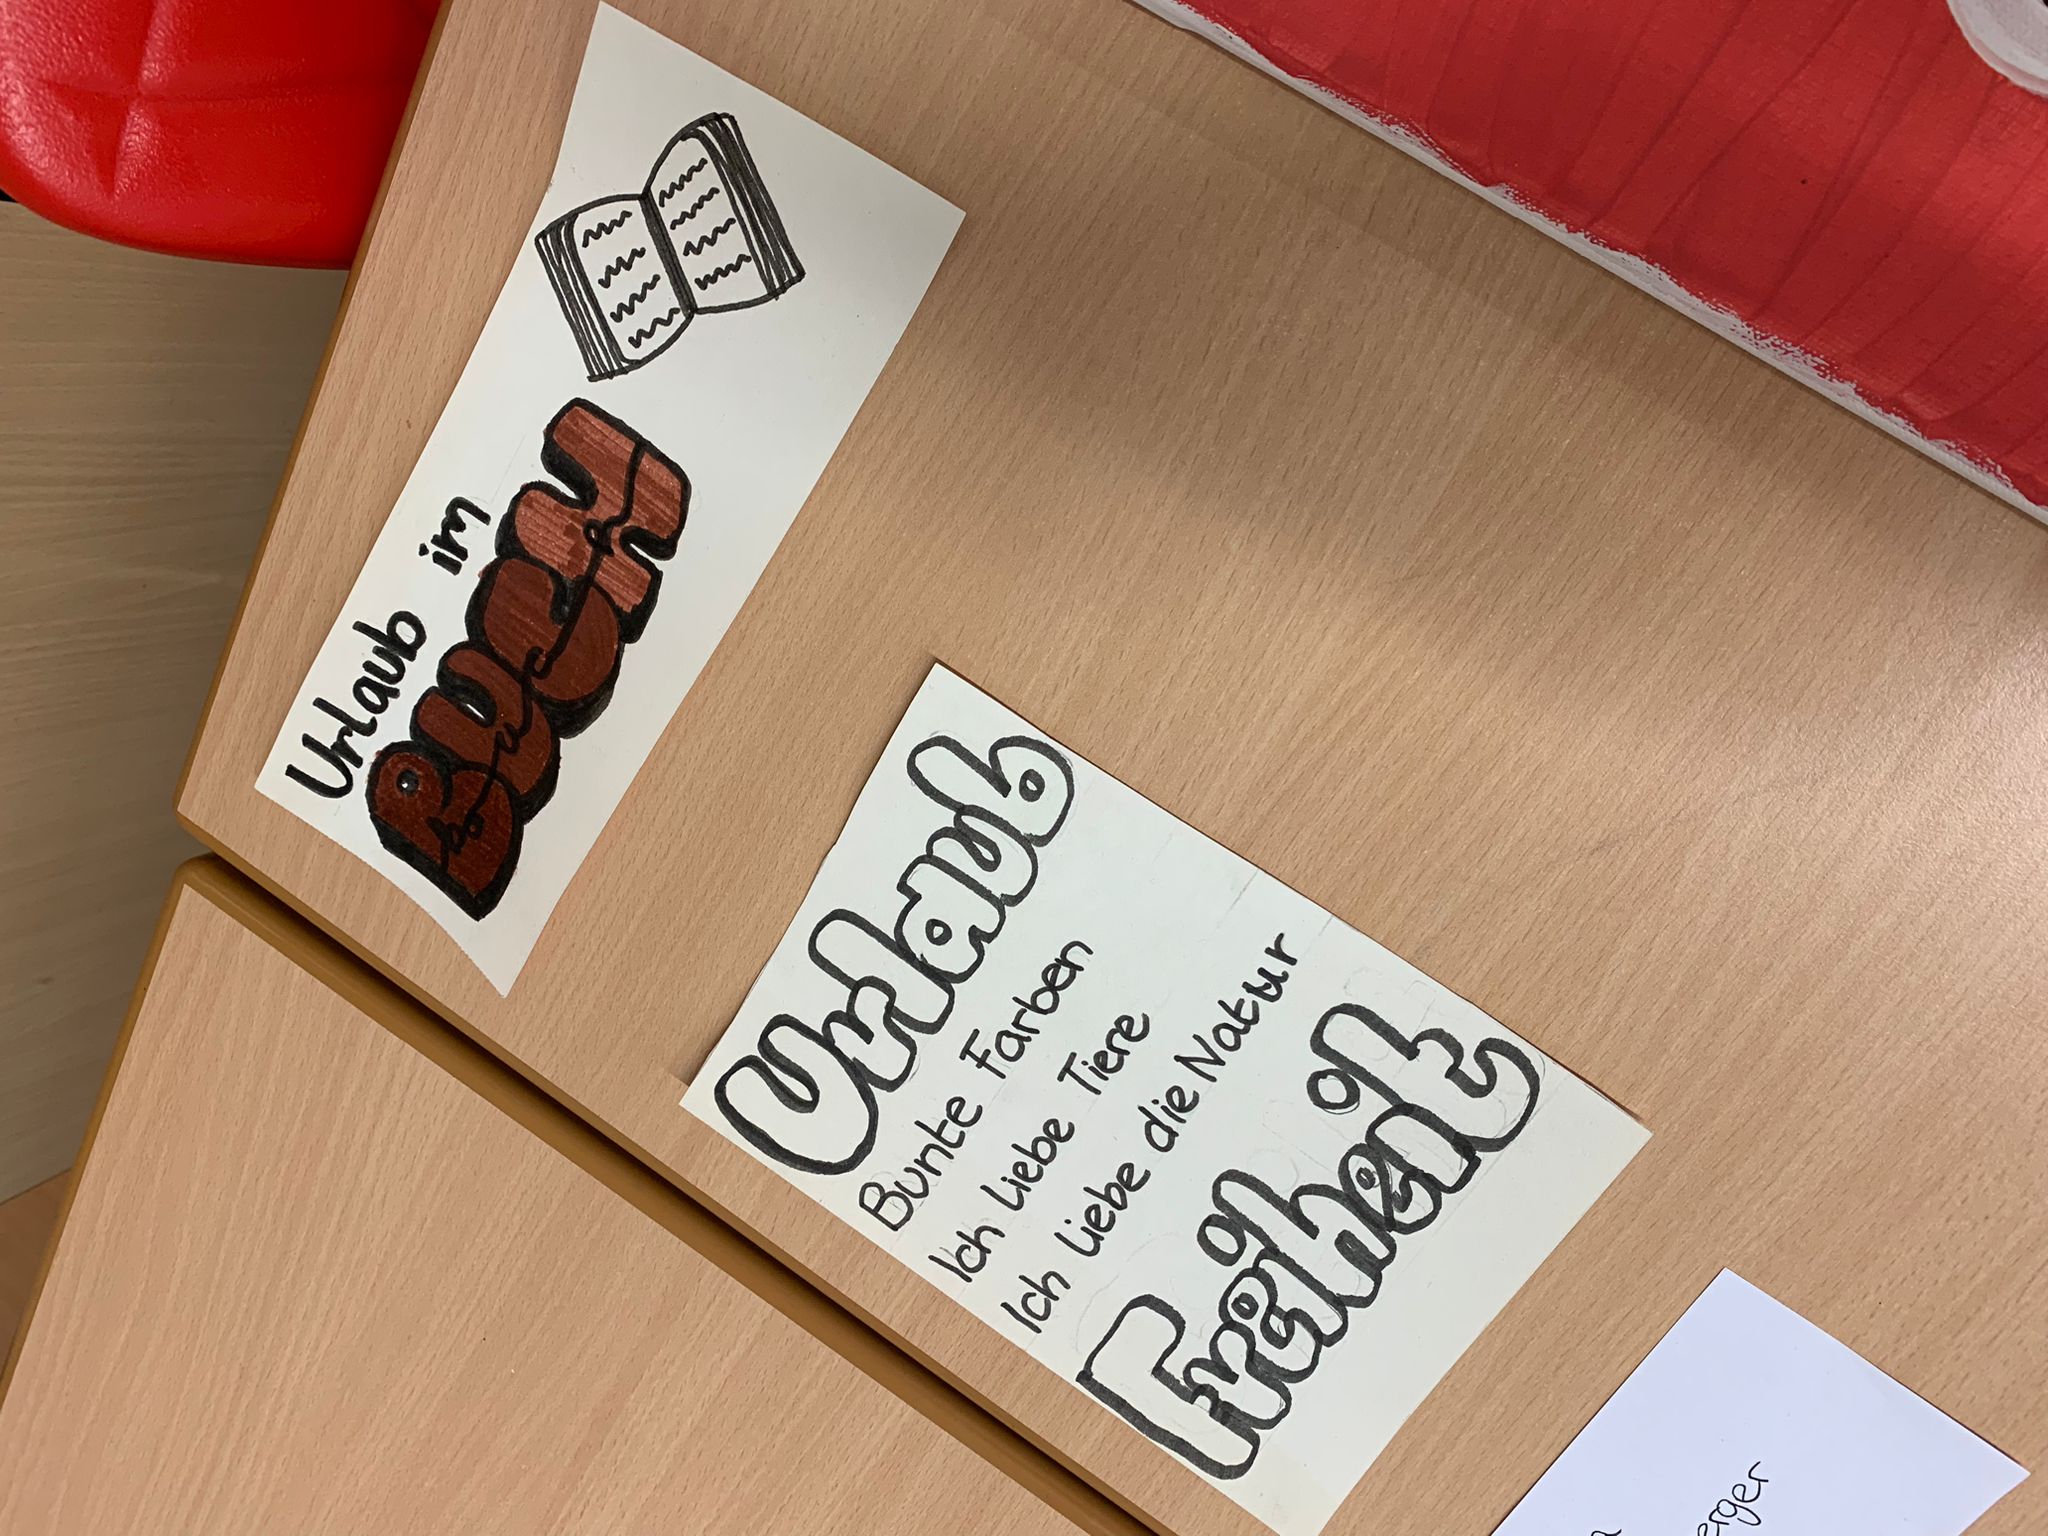 Urlaub im
BUCH
Urlaub
Bunte Farben
Ich Liebe Tiere
Ich Liebe die Natur
Freiheit